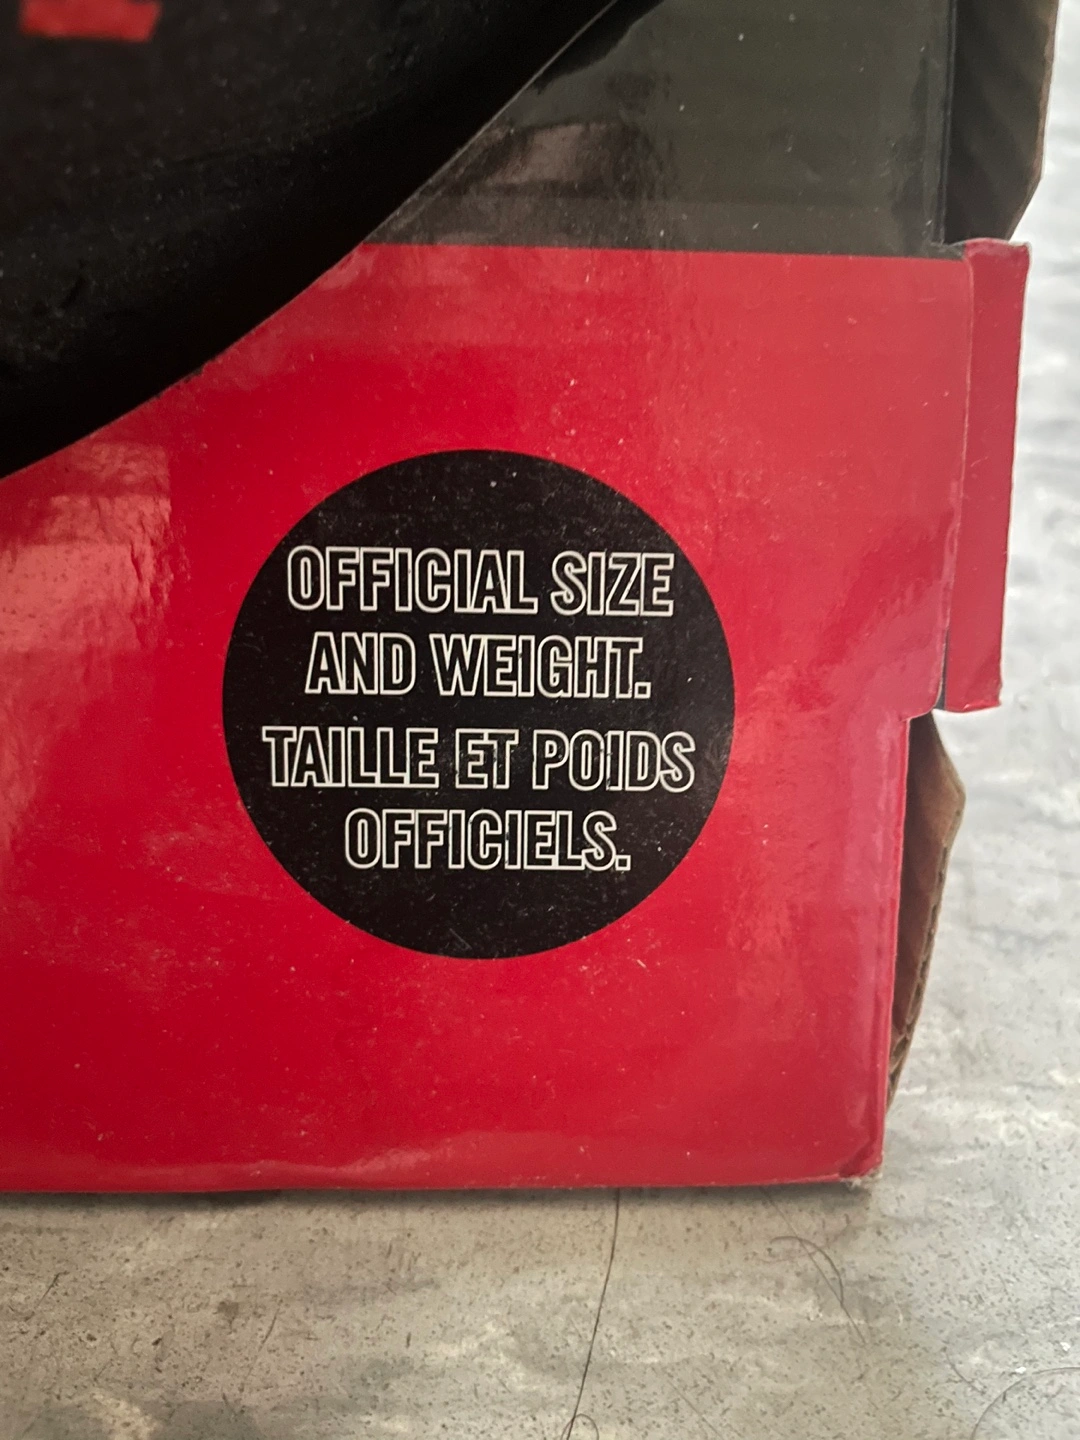 OFFICIAL SIZE
AND WEIGHT.
TAILLE ET POIDS
OFFICIELS.